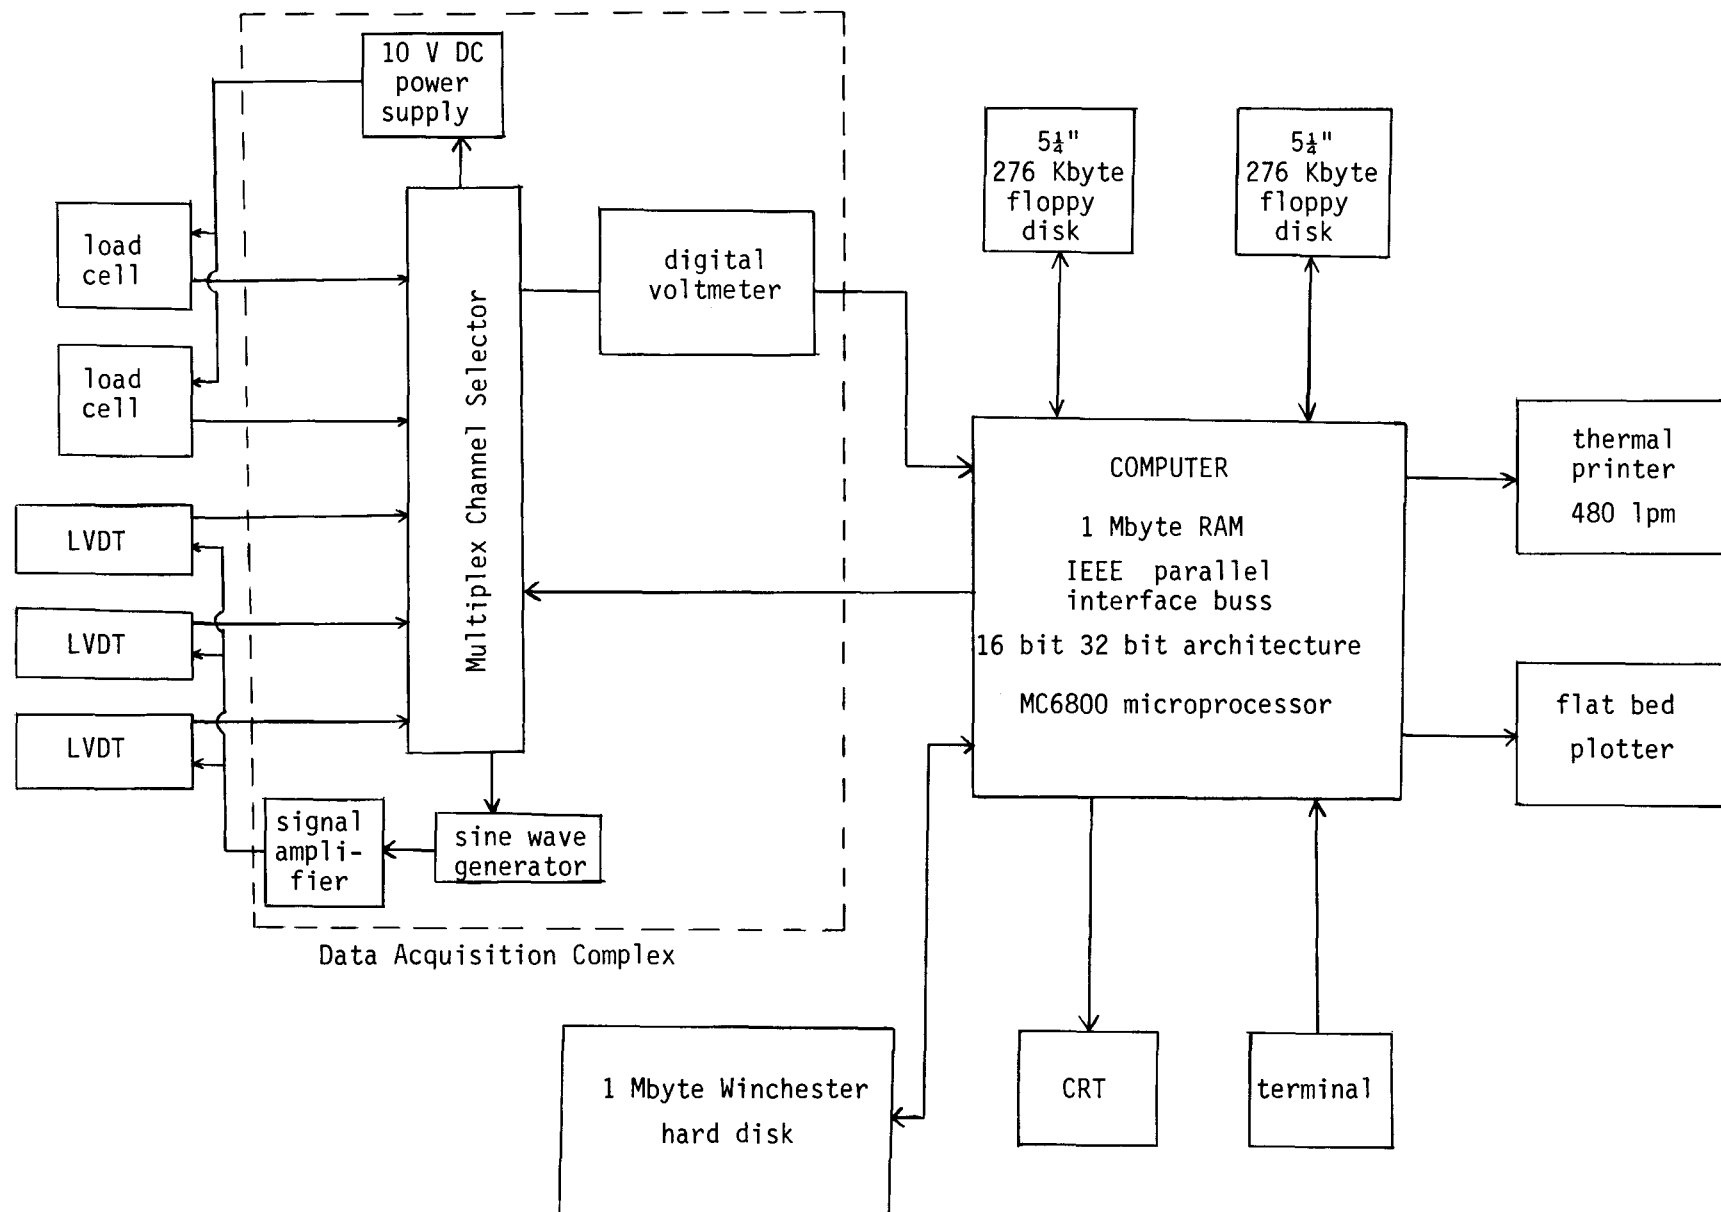 10 V DC
power
supply
load
cell
load
cell
LVDT
LVDT
LVDT
Multiplex Channel Selector
digital
voltmeter
signal
ampli-
fier
sine wave
generator
Data Acquisition Complex
5¼"
276 Kbyte
floppy
disk
5¼"
276 Kbyte
floppy
disk
COMPUTER
1 Mbyte RAM
IEEE parallel
interface buss
16 bit 32 bit architecture
MC6800 microprocessor
thermal
printer
480 lpm
flat bed
plotter
1 Mbyte Winchester
hard disk
CRT
terminal